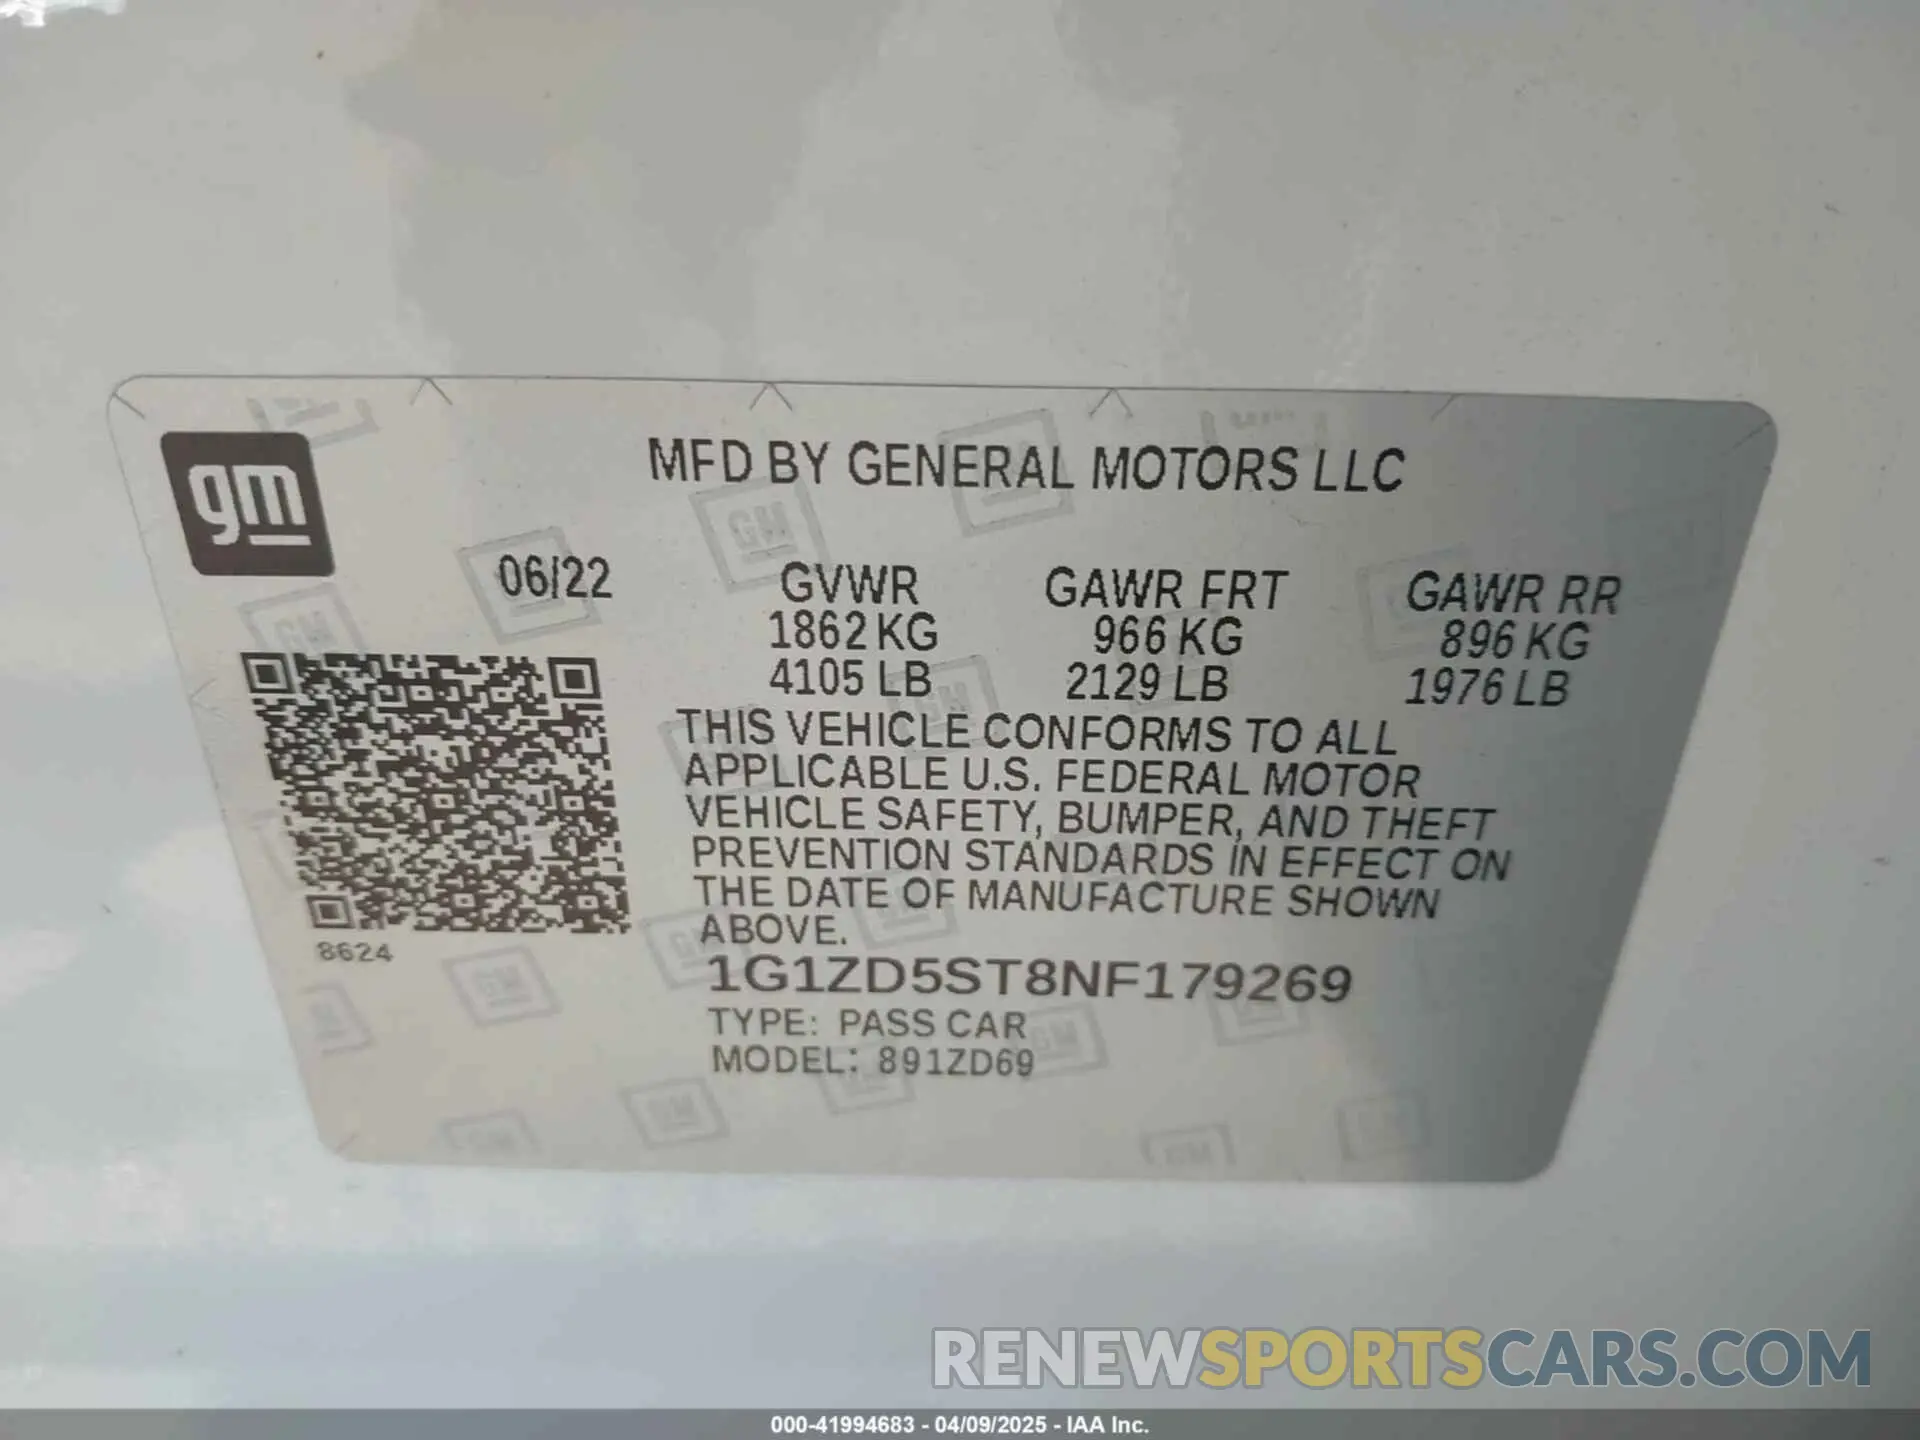 gm
MFD BY GENERAL MOTORS LLC
06/22 GVWR GAWR FRT GAWR RR
1862 KG 966 KG 896 KG
4105 LB 2129 LB 1976 LB
THIS VEHICLE CONFORMS TO ALL
APPLICABLE U.S. FEDERAL MOTOR
VEHICLE SAFETY, BUMPER, AND THEFT
PREVENTION STANDARDS IN EFFECT ON
THE DATE OF MANUFACTURE SHOWN
ABOVE.
8624
1G1ZD5ST8NF179269
TYPE: PASS CAR
MODEL: 891ZD69
RENEWSPORTSCARS.COM
000-41994683 - 04/09/2025 - IAA Inc.